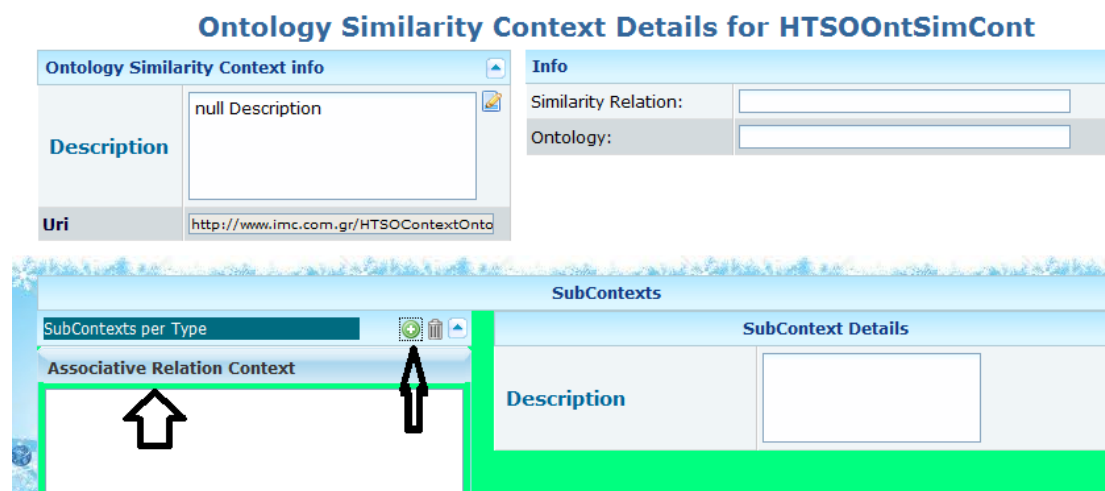 Ontology Similarity Context Details for HTSOOntSimCont
Ontology Similarity Context info
null Description
Description
Uri
http://www.imc.com.gr/HTSOContextOnto
Info
Similarity Relation:
Ontology:
SubContexts
SubContexts per Type
Associative Relation Context
SubContext Details
Description